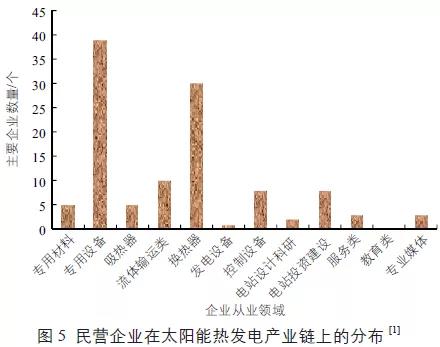 主要企业数量/个
45
40
35
30
25
20
15
10
5
0
专用材料
专用设备
吸热器
流体输运类
换热器
发电设备
控制设备
电站设计科研
电站投资建设
服务类
教育类
专业媒体
企业从业领域
图 5 民营企业在太阳能热发电产业链上的分布 [1]